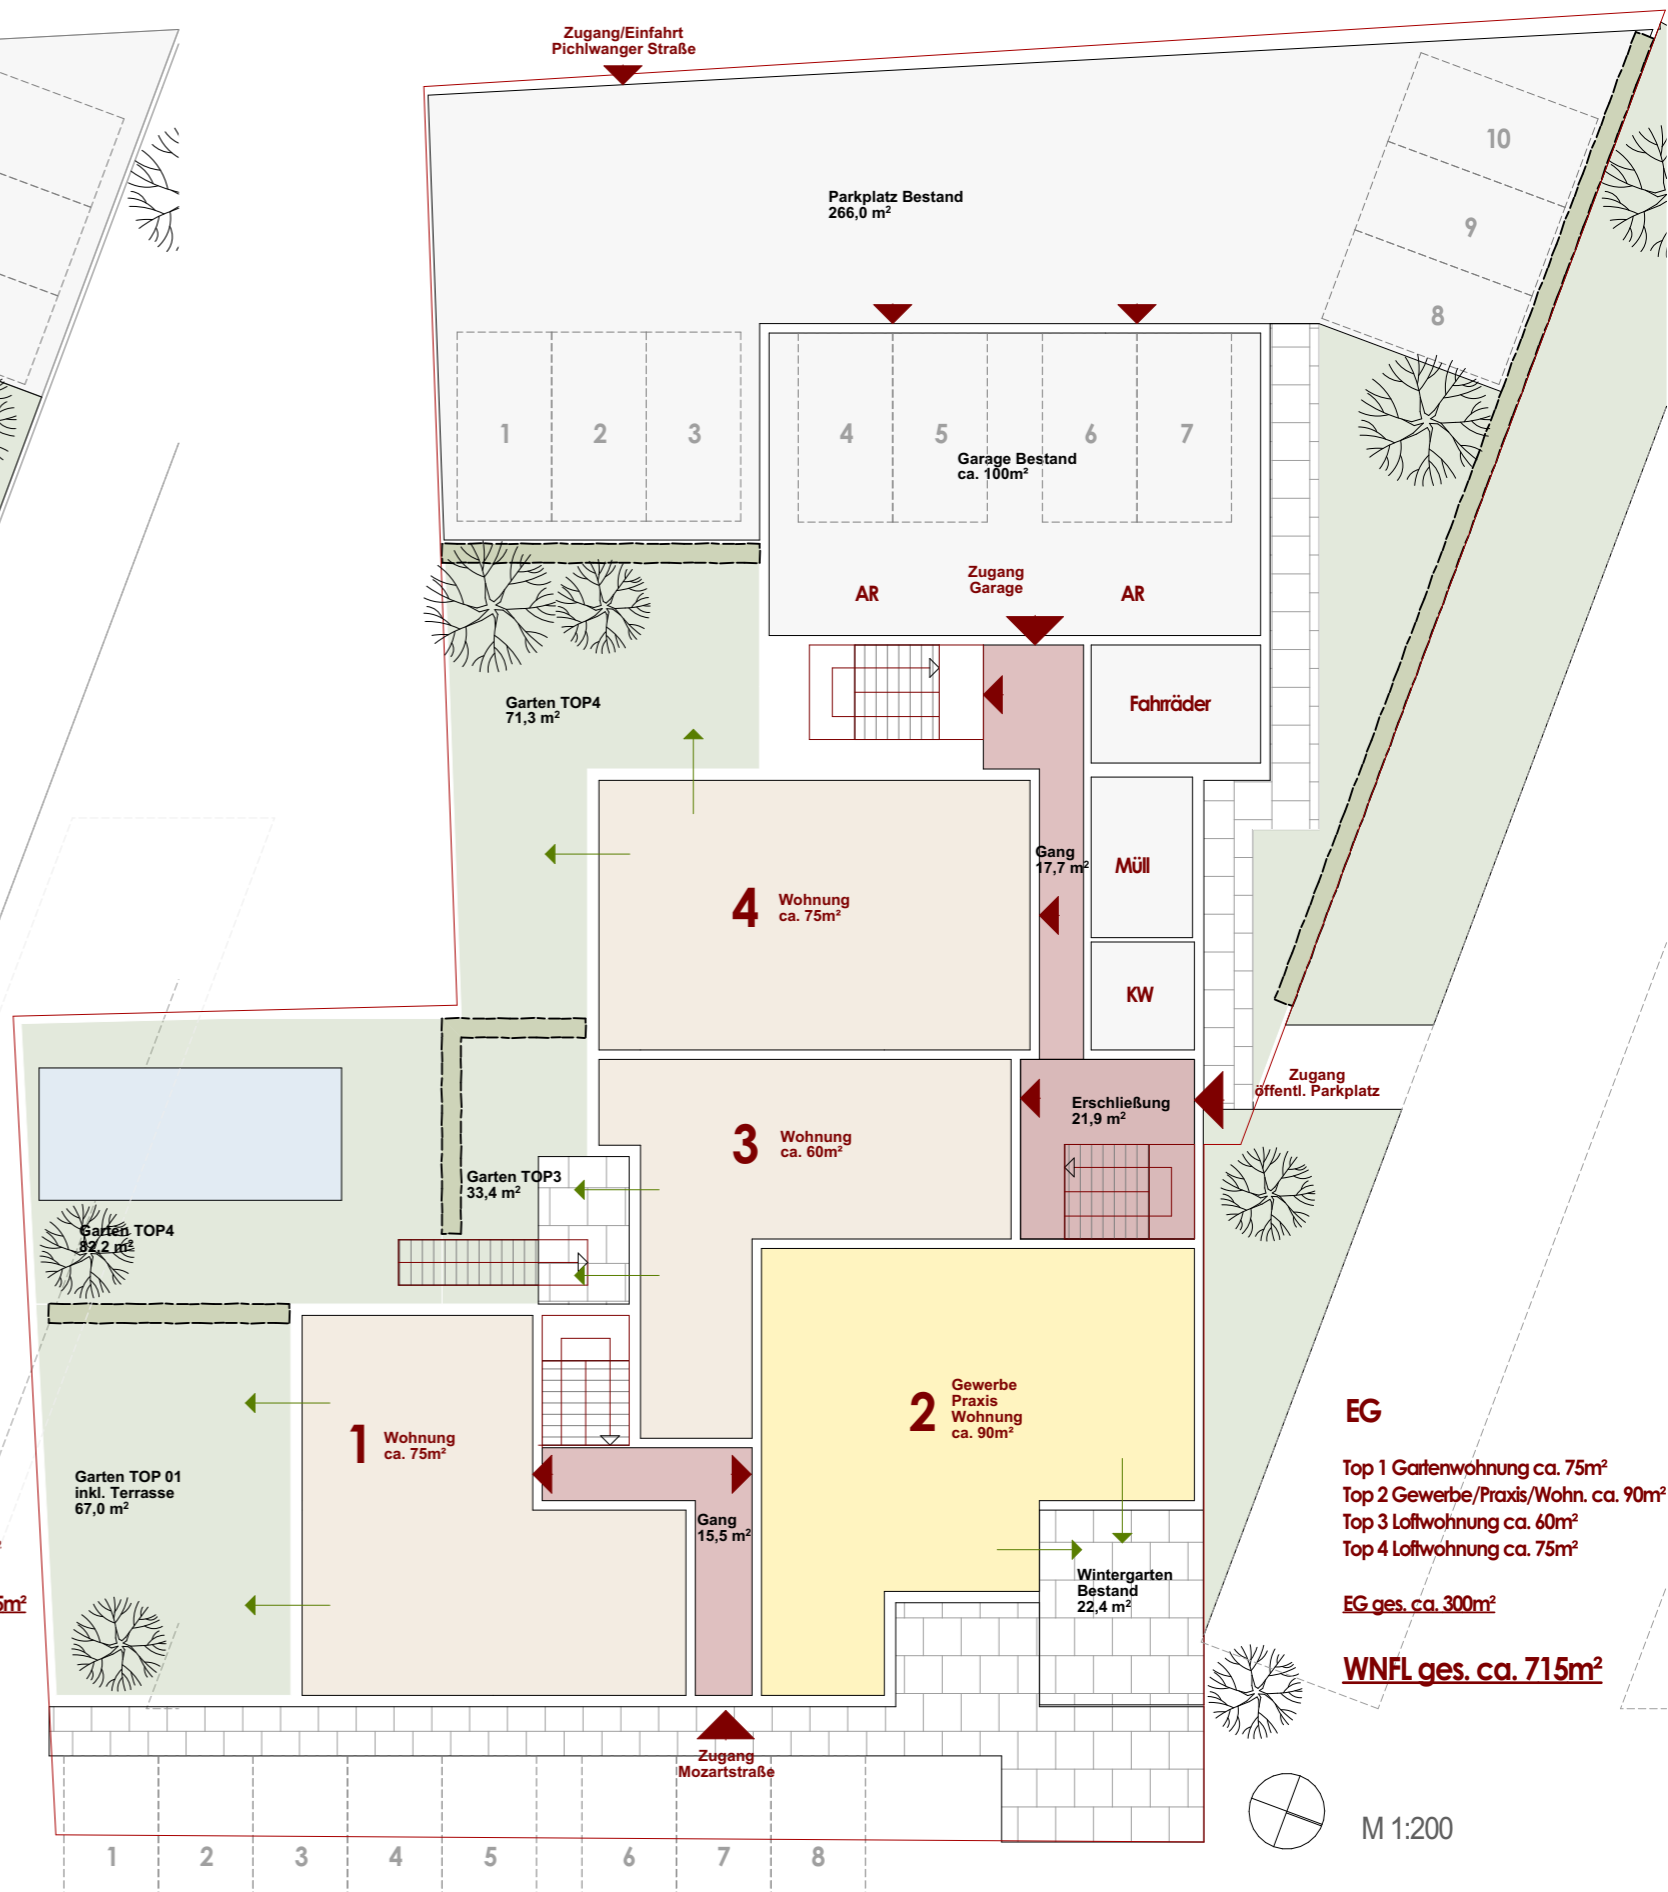 Zugang/Einfahrt
Pichlwanger Straße
Parkplatz Bestand
266,0 m²
10
9
8
1
2
3
4
5
6
7
Garage Bestand
ca. 100m²
AR
Zugang
Garage
AR
Garten TOP4
71,3 m²
Fahrräder
Gang
17,7 m²
Müll
4
Wohnung
ca. 75m²
KW
Zugang
öffentl. Parkplatz
Erschließung
21,9 m²
3
Wohnung
ca. 60m²
Garten TOP3
33,4 m²
Garten TOP4
82,2 m²
1
Wohnung
ca. 75m²
2
Gewerbe
Praxis
Wohnung
ca. 90m²
Garten TOP 01
inkl. Terrasse
67,0 m²
Gang
15,5 m²
Wintergarten
Bestand
22,4 m²
EG
Top 1 Gartenwohnung ca. 75m²
Top 2 Gewerbe/Praxis/Wohn. ca. 90m²
Top 3 Loftwohnung ca. 60m²
Top 4 Loftwohnung ca. 75m²
EG ges. ca. 300m²
WNFL ges. ca. 715m²
5m²
Zugang
Mozartstraße
1
2
3
4
5
6
7
8
M 1:200